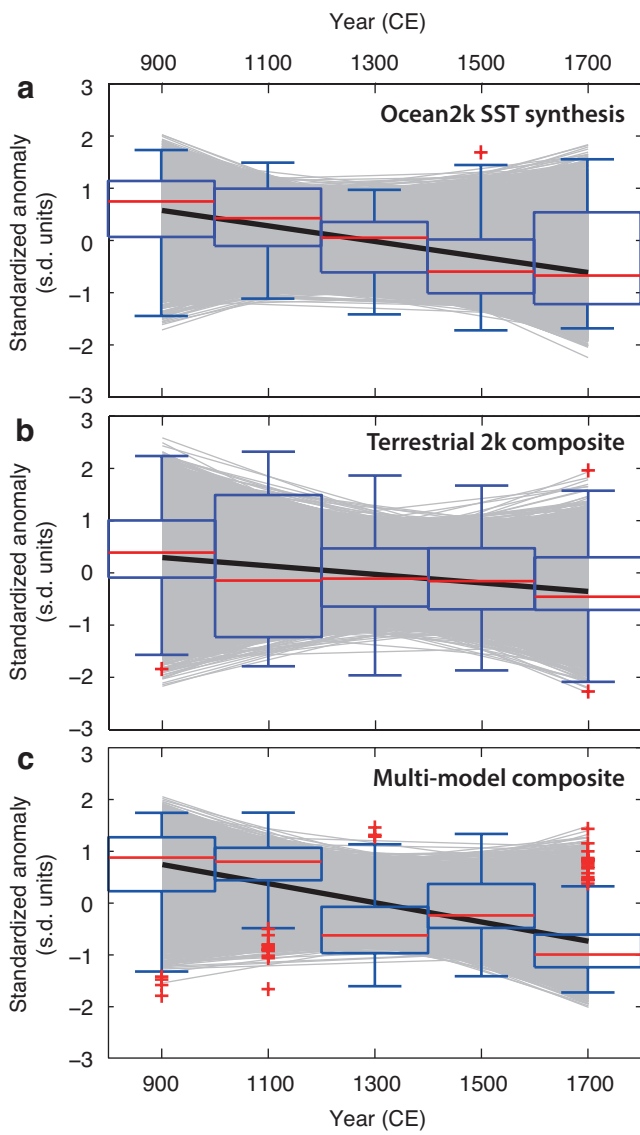 Year (CE)
900 1100 1300 1500 1700
a
Ocean2k SST synthesis
Standardized anomaly
(s.d. units)
3
2
1
0
−1
−2
−3
b
Terrestrial 2k composite
Standardized anomaly
(s.d. units)
3
2
1
0
−1
−2
−3
c
Multi-model composite
Standardized anomaly
(s.d. units)
3
2
1
0
−1
−2
−3
900 1100 1300 1500 1700
Year (CE)